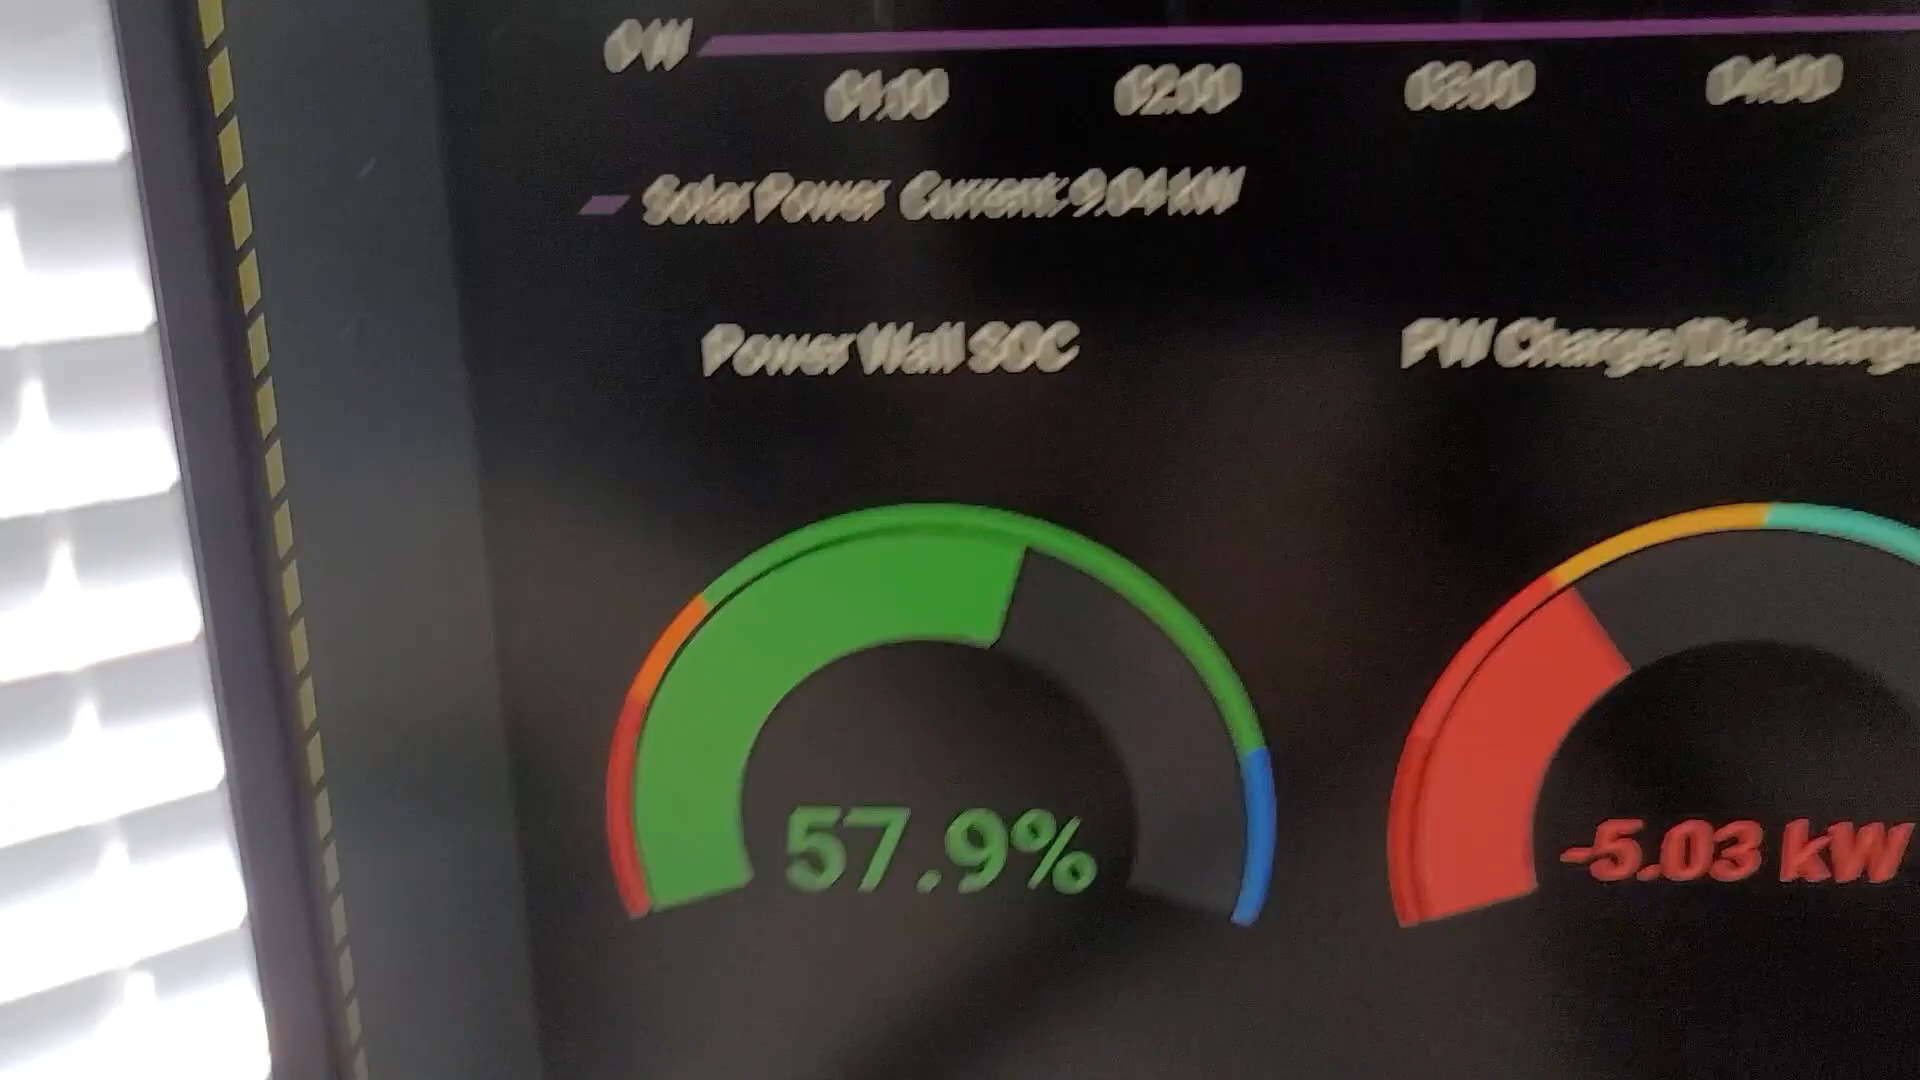 0 W
01:00 02:00 03:00 04:00
Solar Power Current: 9.04 kW
Power Wall SOC
PW Charge/Discharge
57.9%
-5.03 kW